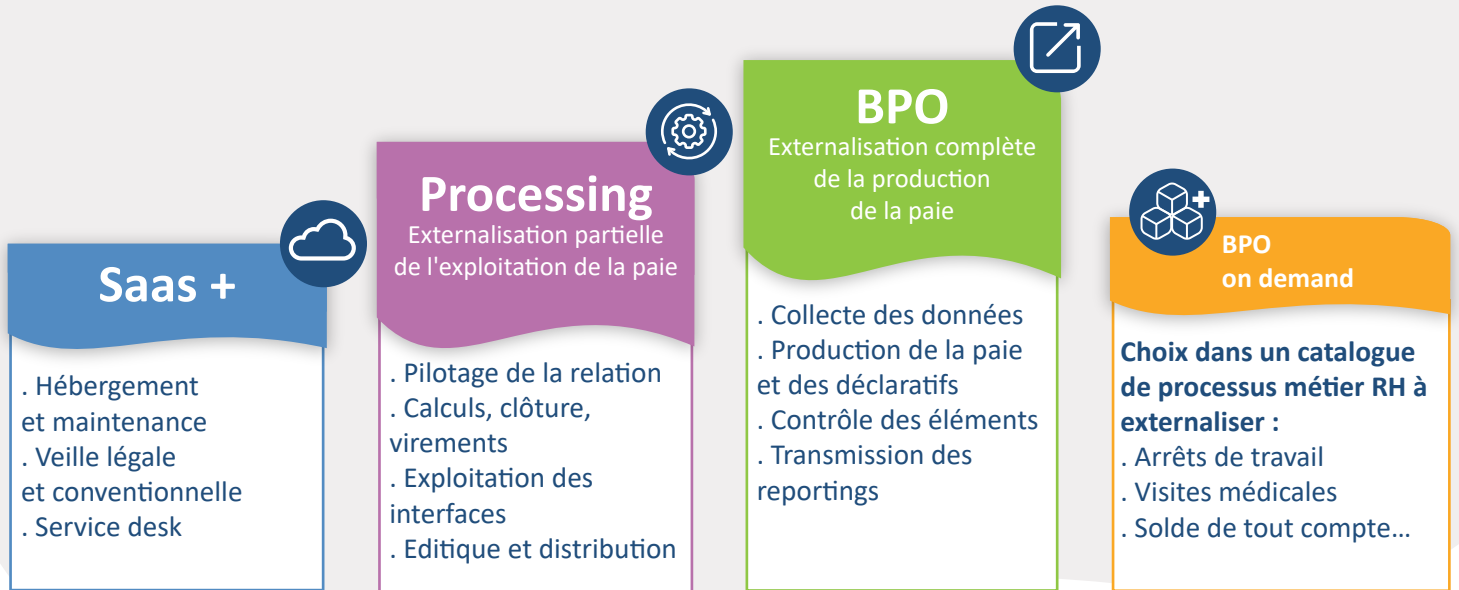 Saas +
. Hébergement
et maintenance
. Veille légale
et conventionnelle
. Service desk
Processing
Externalisation partielle
de l'exploitation de la paie
. Pilotage de la relation
. Calculs, clôture,
virements
. Exploitation des
interfaces
. Editique et distribution
BPO
Externalisation complète
de la production
de la paie
. Collecte des données
. Production de la paie
et des déclaratifs
. Contrôle des éléments
. Transmission des
reportings
BPO
on demand
Choix dans un catalogue
de processus métier RH à
externaliser :
. Arrêts de travail
. Visites médicales
. Solde de tout compte…